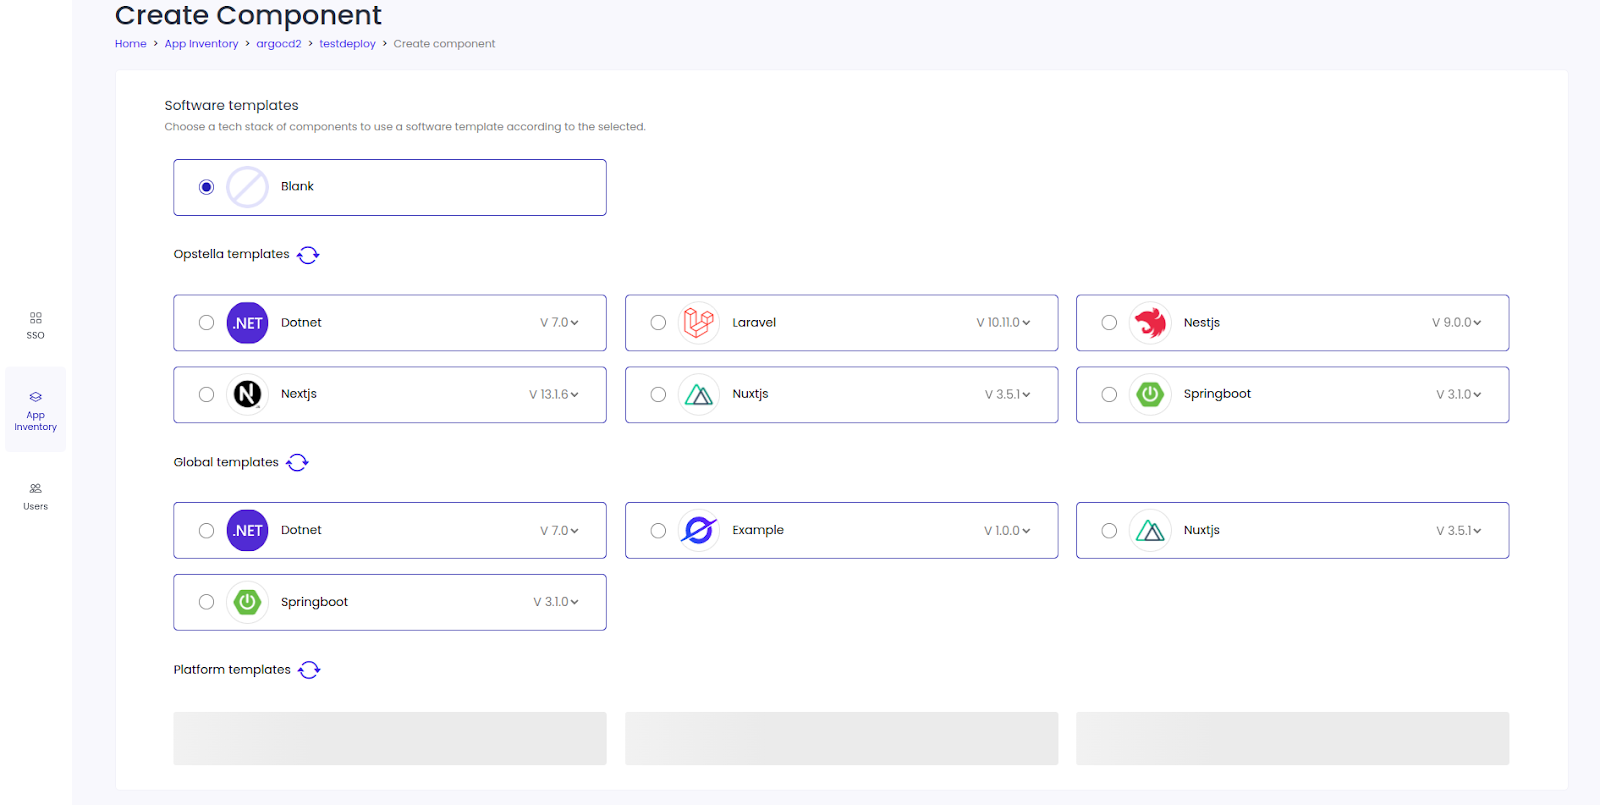 Create Component
Home > App Inventory > argocd2 > testdeploy > Create component
Software templates
Choose a tech stack of components to use a software template according to the selected.
Blank
Opstella templates
.NET Dotnet V 7.0
Laravel V 10.11.0
Nestjs V 9.0.0
Nextjs V 13.1.6
Nuxtjs V 3.5.1
Springboot V 3.1.0
Global templates
.NET Dotnet V 7.0
Example V 1.0.0
Nuxtjs V 3.5.1
Springboot V 3.1.0
Platform templates
SSO
App
Inventory
Users